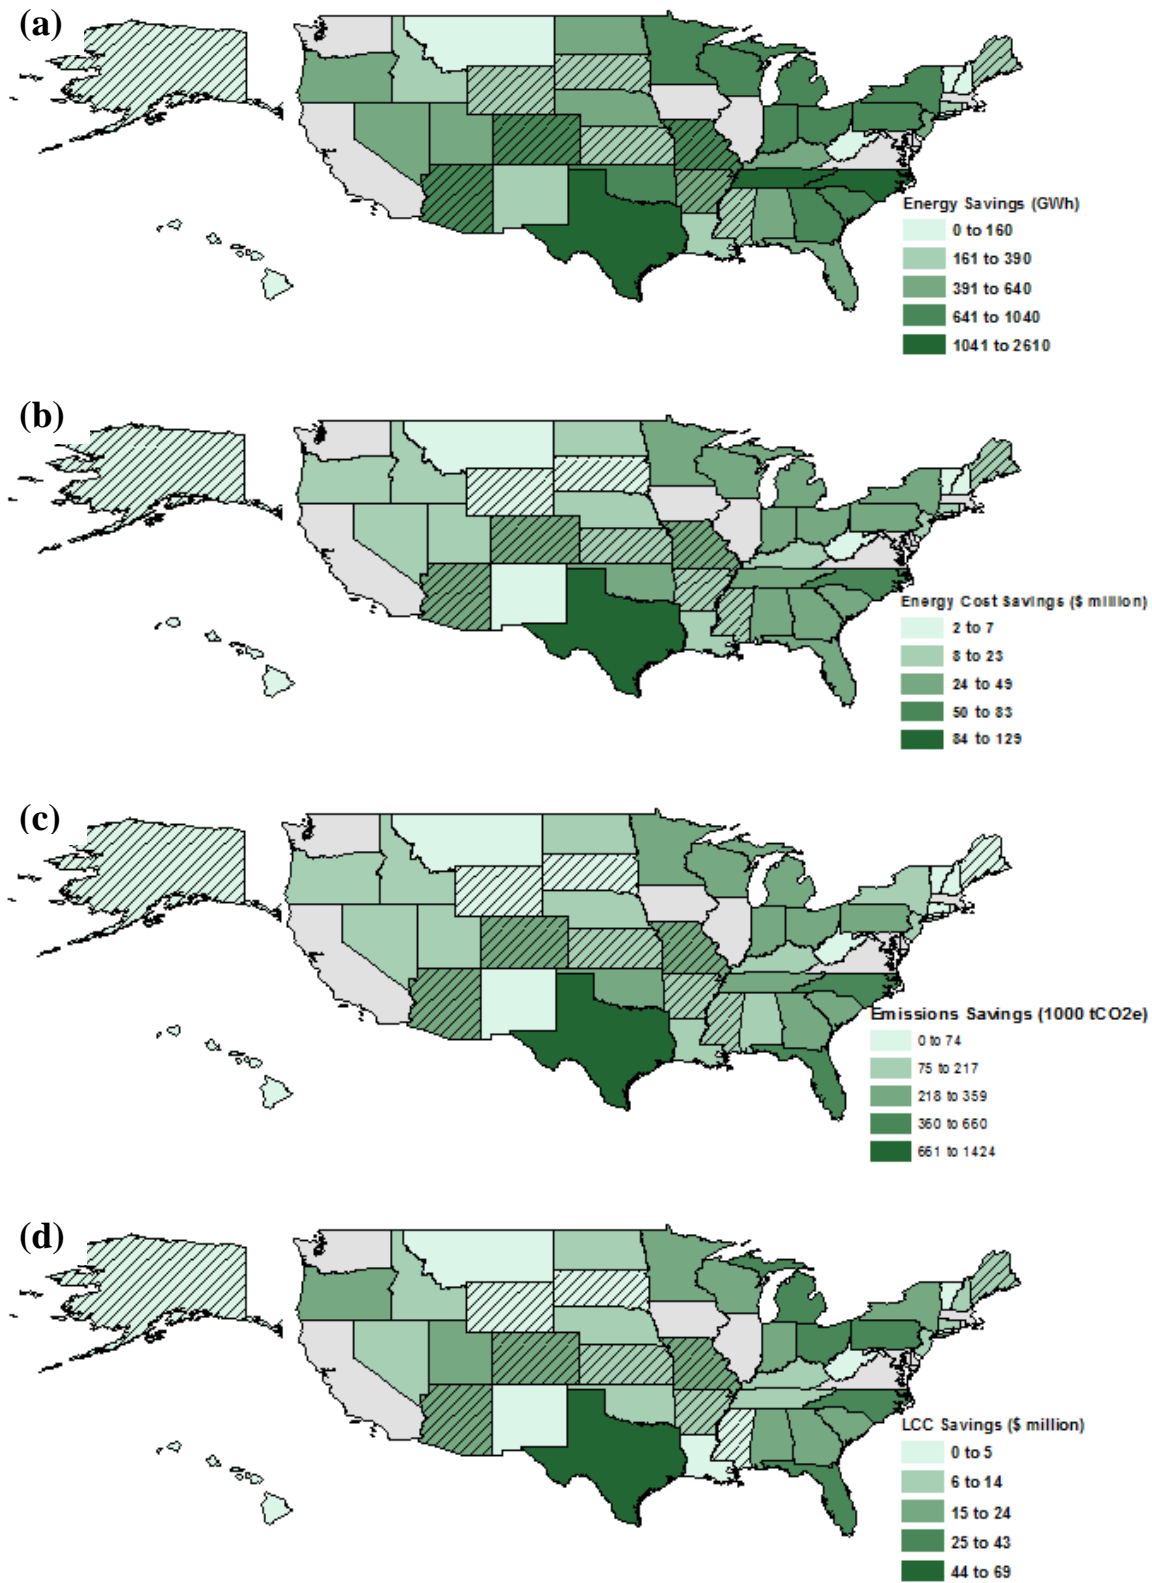 (a)
Energy Savings (GWh)
0 to 160
161 to 390
391 to 640
641 to 1040
1041 to 2610
(b)
Energy Cost Savings ($ million)
2 to 7
8 to 23
24 to 49
50 to 83
84 to 129
(c)
Emissions Savings (1000 tCO2e)
0 to 74
75 to 217
218 to 359
360 to 660
661 to 1424
(d)
LCC Savings ($ million)
0 to 5
6 to 14
15 to 24
25 to 43
44 to 69